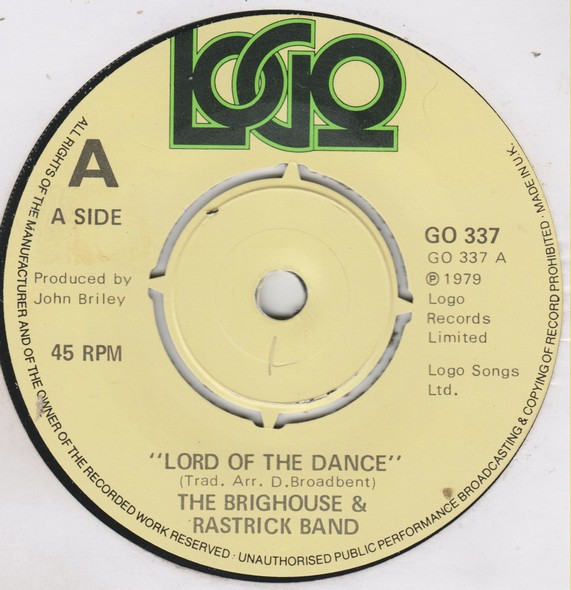 LOGO
A
A SIDE
Produced by
John Briley
45 RPM
GO 337
GO 337 A
℗ 1979
Logo
Records
Limited
Logo Songs
Ltd.
"LORD OF THE DANCE"
(Trad. Arr. D.Broadbent)
THE BRIGHOUSE &
RASTRICK BAND
ALL RIGHTS OF THE MANUFACTURER AND OF THE OWNER OF THE RECORDED WORK RESERVED · UNAUTHORISED PUBLIC PERFORMANCE BROADCASTING & COPYING OF RECORD PROHIBITED · MADE IN U.K.